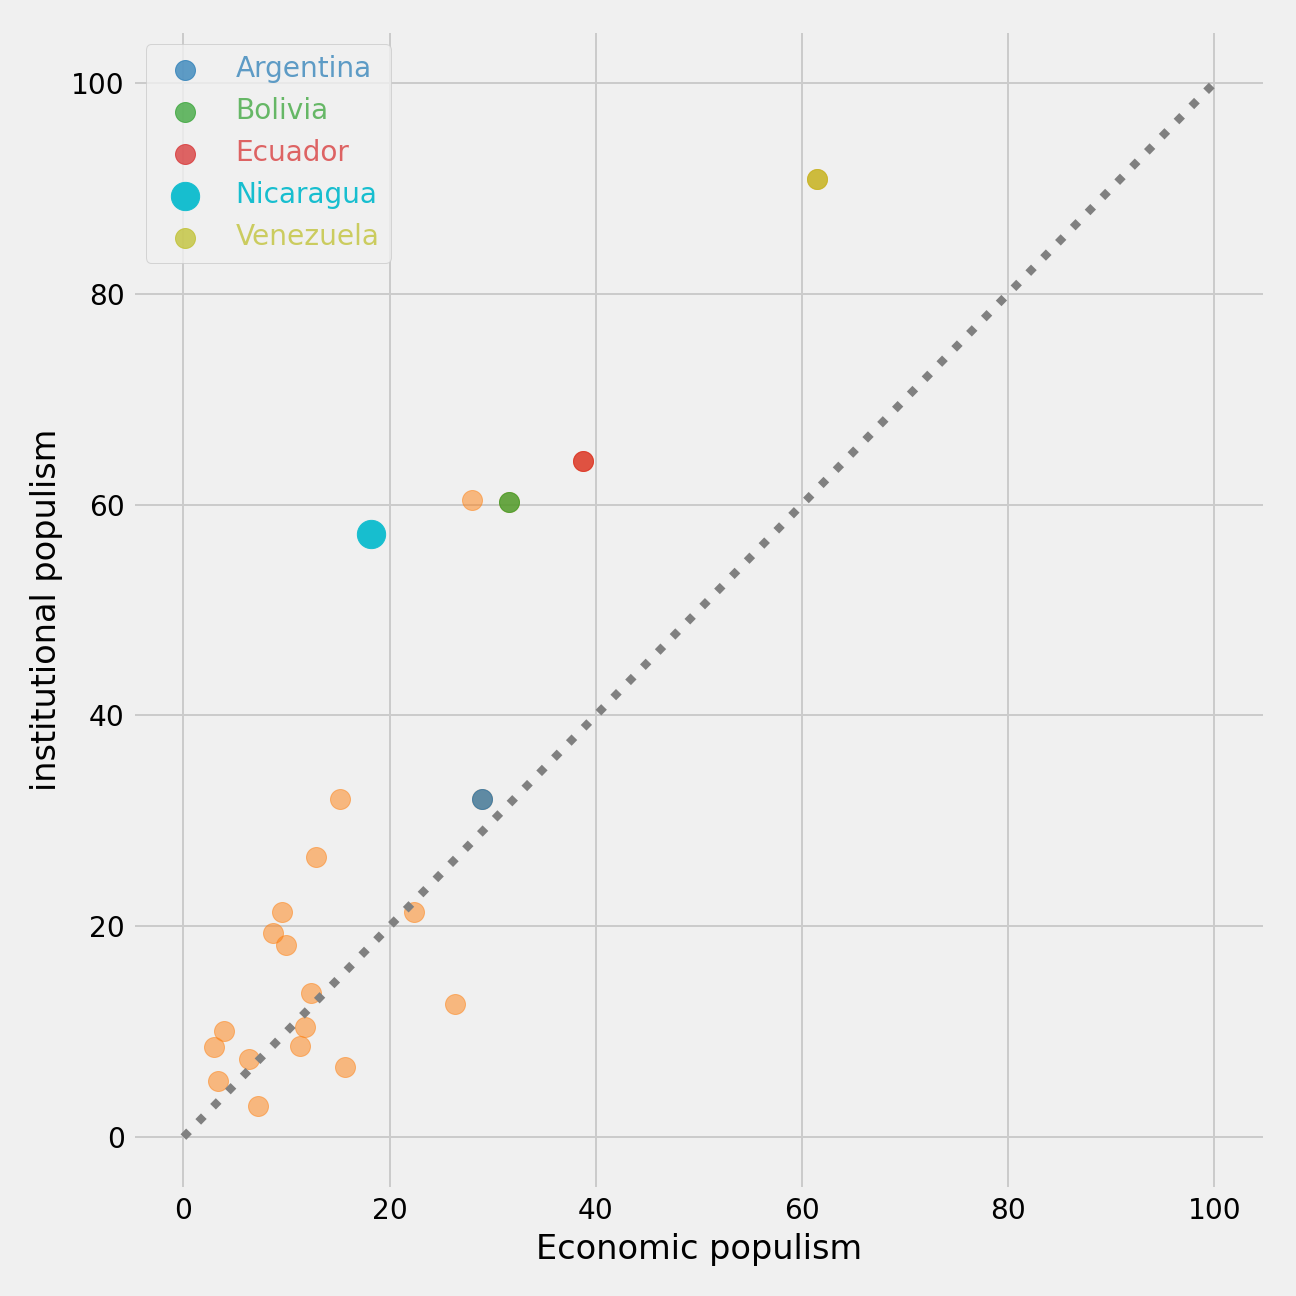 Argentina
Bolivia
Ecuador
Nicaragua
Venezuela
100
80
60
40
20
0
institutional populism
0 20 40 60 80 100
Economic populism